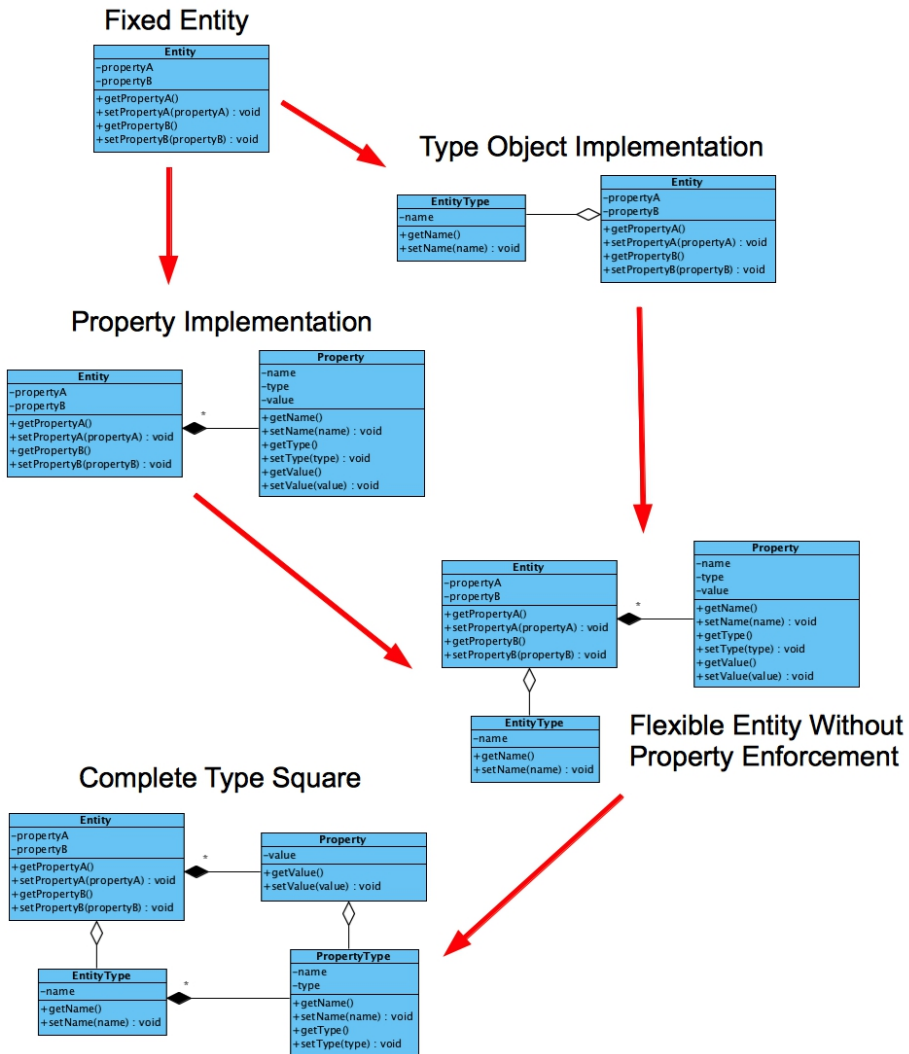 Fixed Entity
Entity
-propertyA
-propertyB
+getPropertyA()
+setPropertyA(propertyA) : void
+getPropertyB()
+setPropertyB(propertyB) : void
Type Object Implementation
EntityType
-name
+getName()
+setName(name) : void
Entity
-propertyA
-propertyB
+getPropertyA()
+setPropertyA(propertyA) : void
+getPropertyB()
+setPropertyB(propertyB) : void
Property Implementation
Entity
-propertyA
-propertyB
+getPropertyA()
+setPropertyA(propertyA) : void
+getPropertyB()
+setPropertyB(propertyB) : void
*
Property
-name
-type
-value
+getName()
+setName(name) : void
+getType()
+setType(type) : void
+getValue()
+setValue(value) : void
Entity
-propertyA
-propertyB
+getPropertyA()
+setPropertyA(propertyA) : void
+getPropertyB()
+setPropertyB(propertyB) : void
*
Property
-name
-type
-value
+getName()
+setName(name) : void
+getType()
+setType(type) : void
+getValue()
+setValue(value) : void
EntityType
-name
+getName()
+setName(name) : void
Flexible Entity Without
Property Enforcement
Complete Type Square
Entity
-propertyA
-propertyB
+getPropertyA()
+setPropertyA(propertyA) : void
+getPropertyB()
+setPropertyB(propertyB) : void
*
Property
-value
+getValue()
+setValue(value) : void
EntityType
-name
+getName()
+setName(name) : void
*
PropertyType
-name
-type
+getName()
+setName(name) : void
+getType()
+setType(type) : void